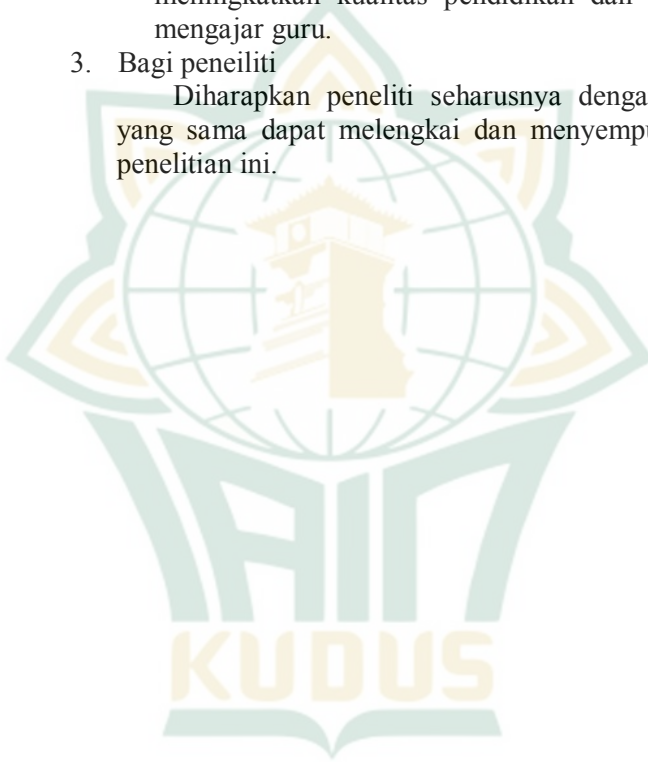 meningkatkan kualitas pendidikan dan
mengajar guru.
3. Bagi peneiliti
Diharapkan peneliti seharusnya denga
yang sama dapat melengkai dan menyempu
penelitian ini.
IAIN
KUDUS